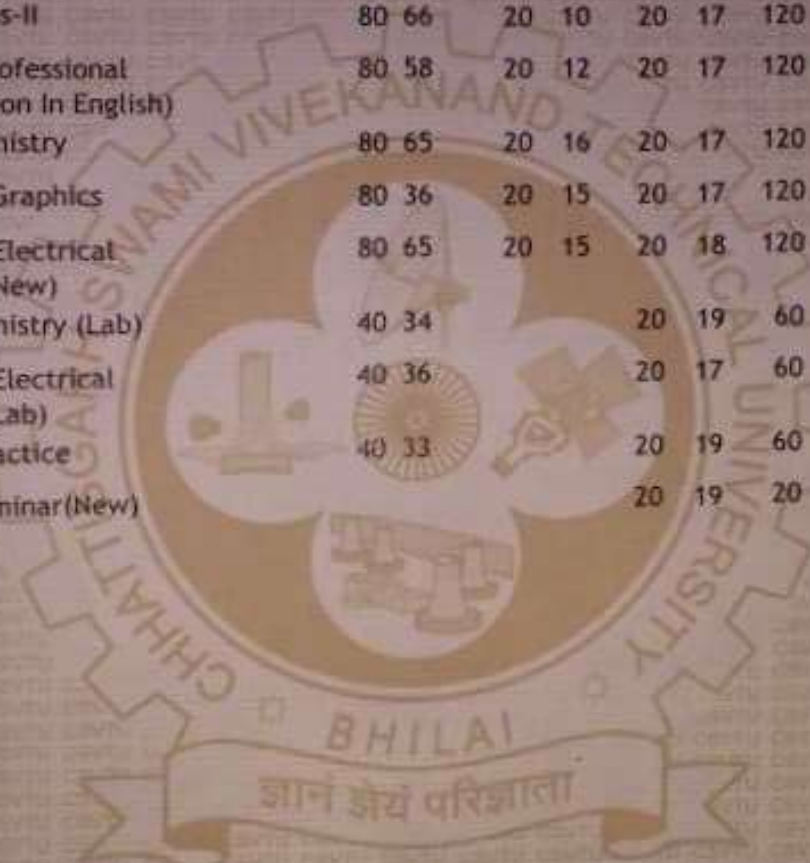 s-II 80 66 20 10 20 17 120
ofessional 80 58 20 12 20 17 120
on In English)
nistry 80 65 20 16 20 17 120
Graphics 80 36 20 15 20 17 120
Electrical 80 65 20 15 20 18 120
New)
nistry (Lab) 40 34 20 19 60
Electrical 40 36 20 17 60
Lab)
actice 40 33 20 19 60
minar(New) 20 19 20
CHHATTISGARH SWAMI VIVEKANAND TECHNICAL UNIVERSITY
BHILAI
ज्ञानं ज्ञेयं परिज्ञाता